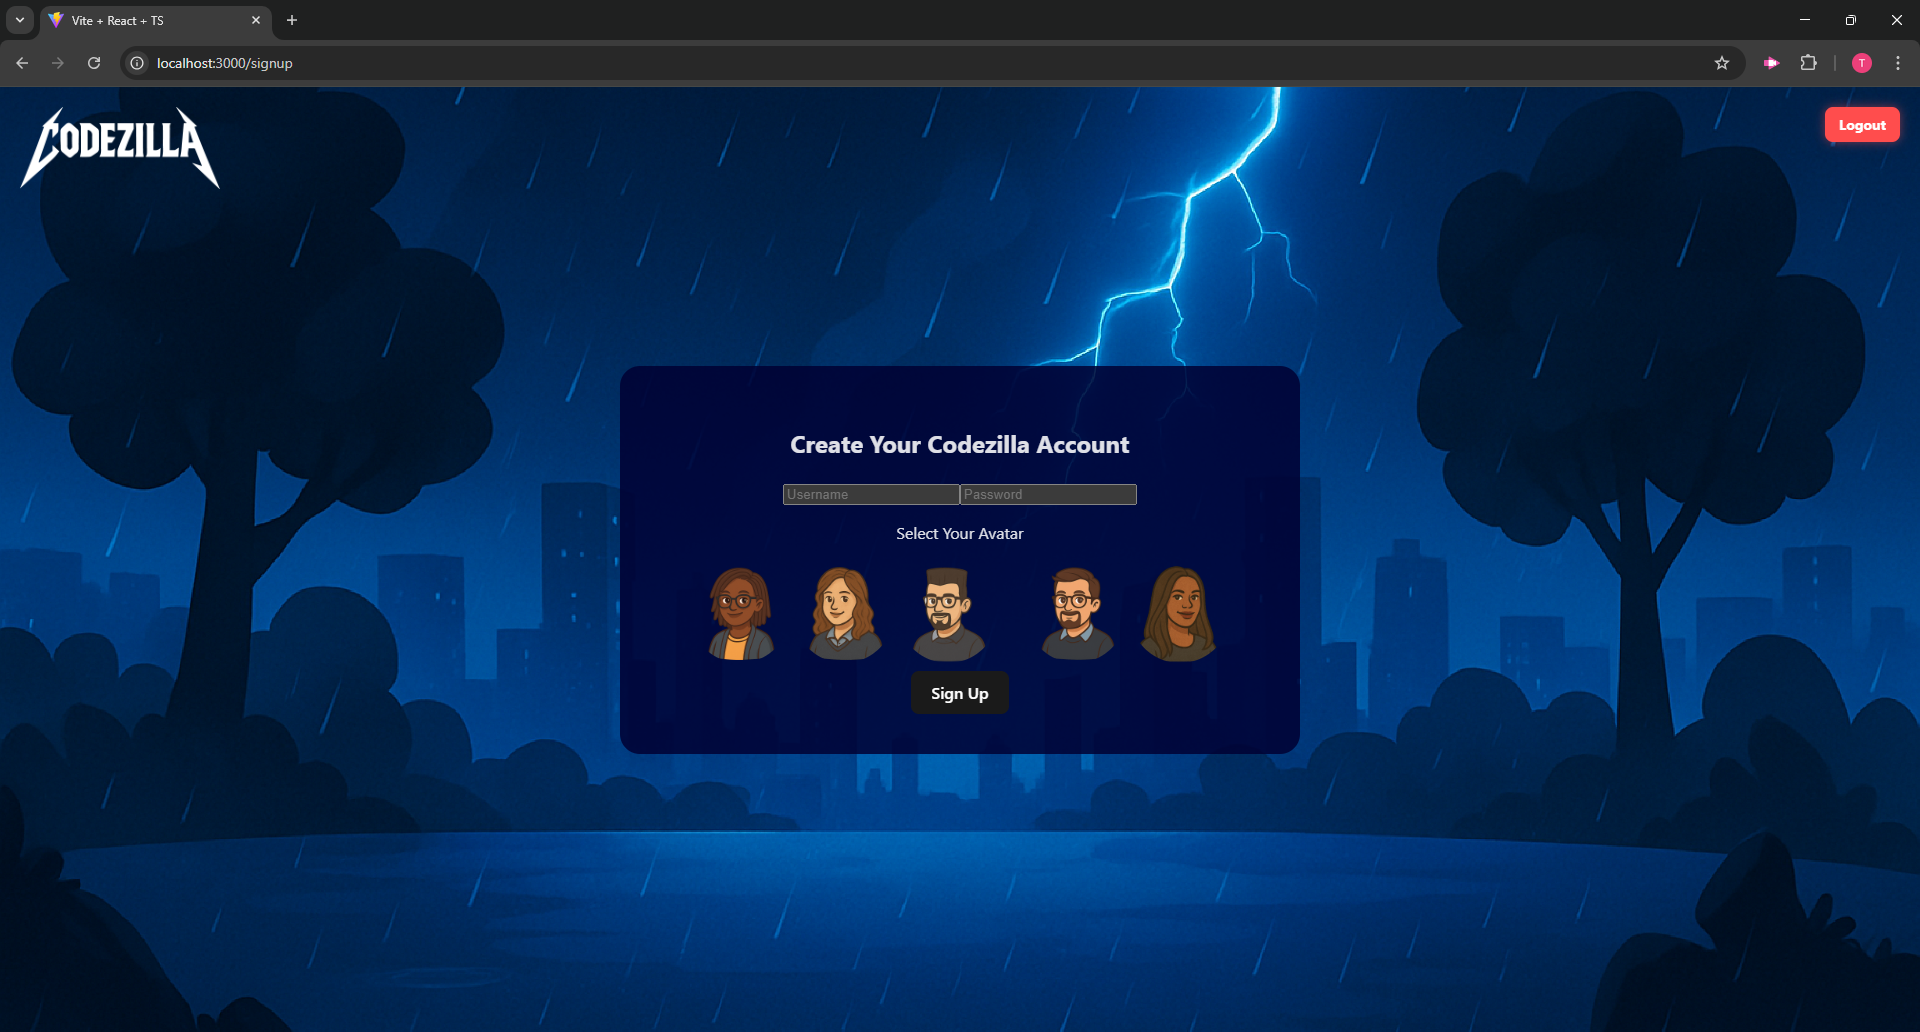 Vite + React + TS
localhost:3000/signup
T
CODEZILLA
Logout
Create Your Codezilla Account
Username
Password
Select Your Avatar
Sign Up